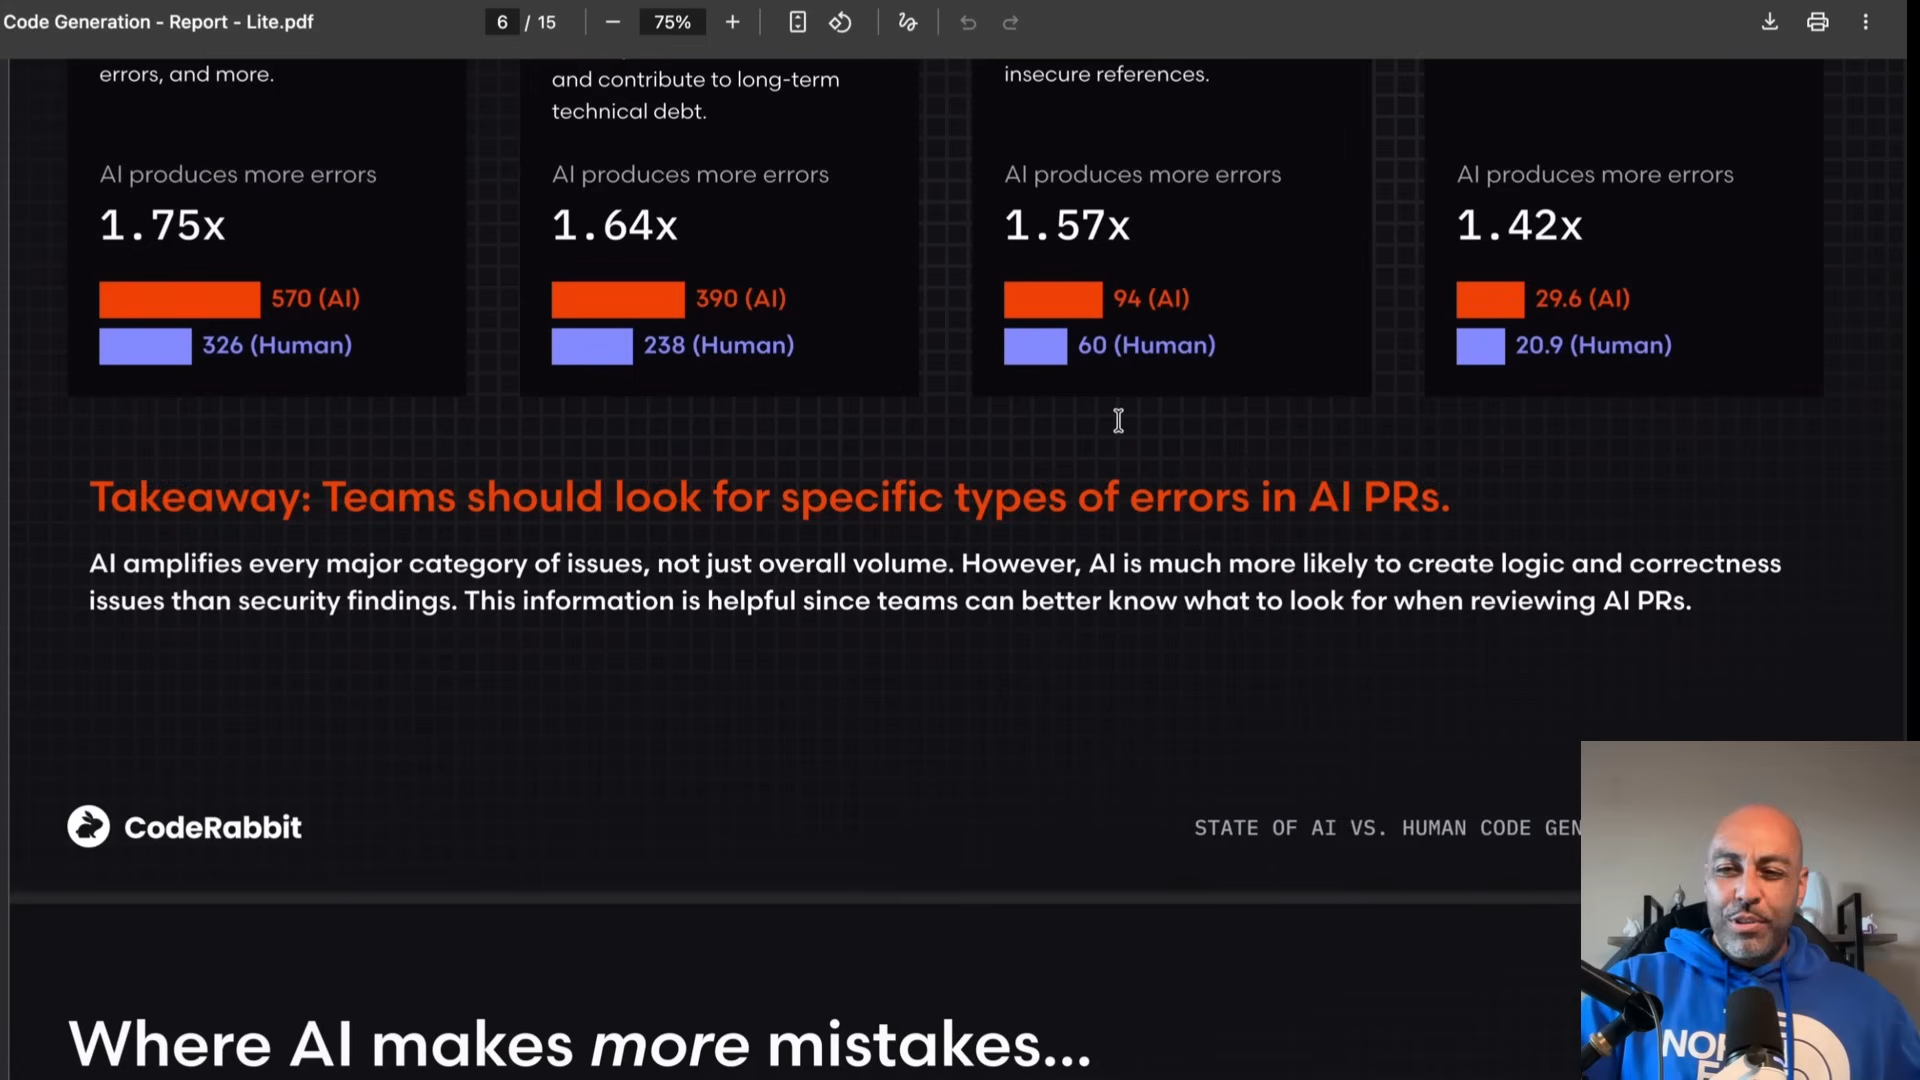 Code Generation - Report - Lite.pdf
6 / 15
75%
errors, and more.
and contribute to long-term
technical debt.
insecure references.
AI produces more errors
1.75x
570 (AI)
326 (Human)
AI produces more errors
1.64x
390 (AI)
238 (Human)
AI produces more errors
1.57x
94 (AI)
60 (Human)
AI produces more errors
1.42x
29.6 (AI)
20.9 (Human)
Takeaway: Teams should look for specific types of errors in AI PRs.
AI amplifies every major category of issues, not just overall volume. However, AI is much more likely to create logic and correctness
issues than security findings. This information is helpful since teams can better know what to look for when reviewing AI PRs.
CodeRabbit
STATE OF AI VS. HUMAN CODE GEN
Where AI makes more mistakes...